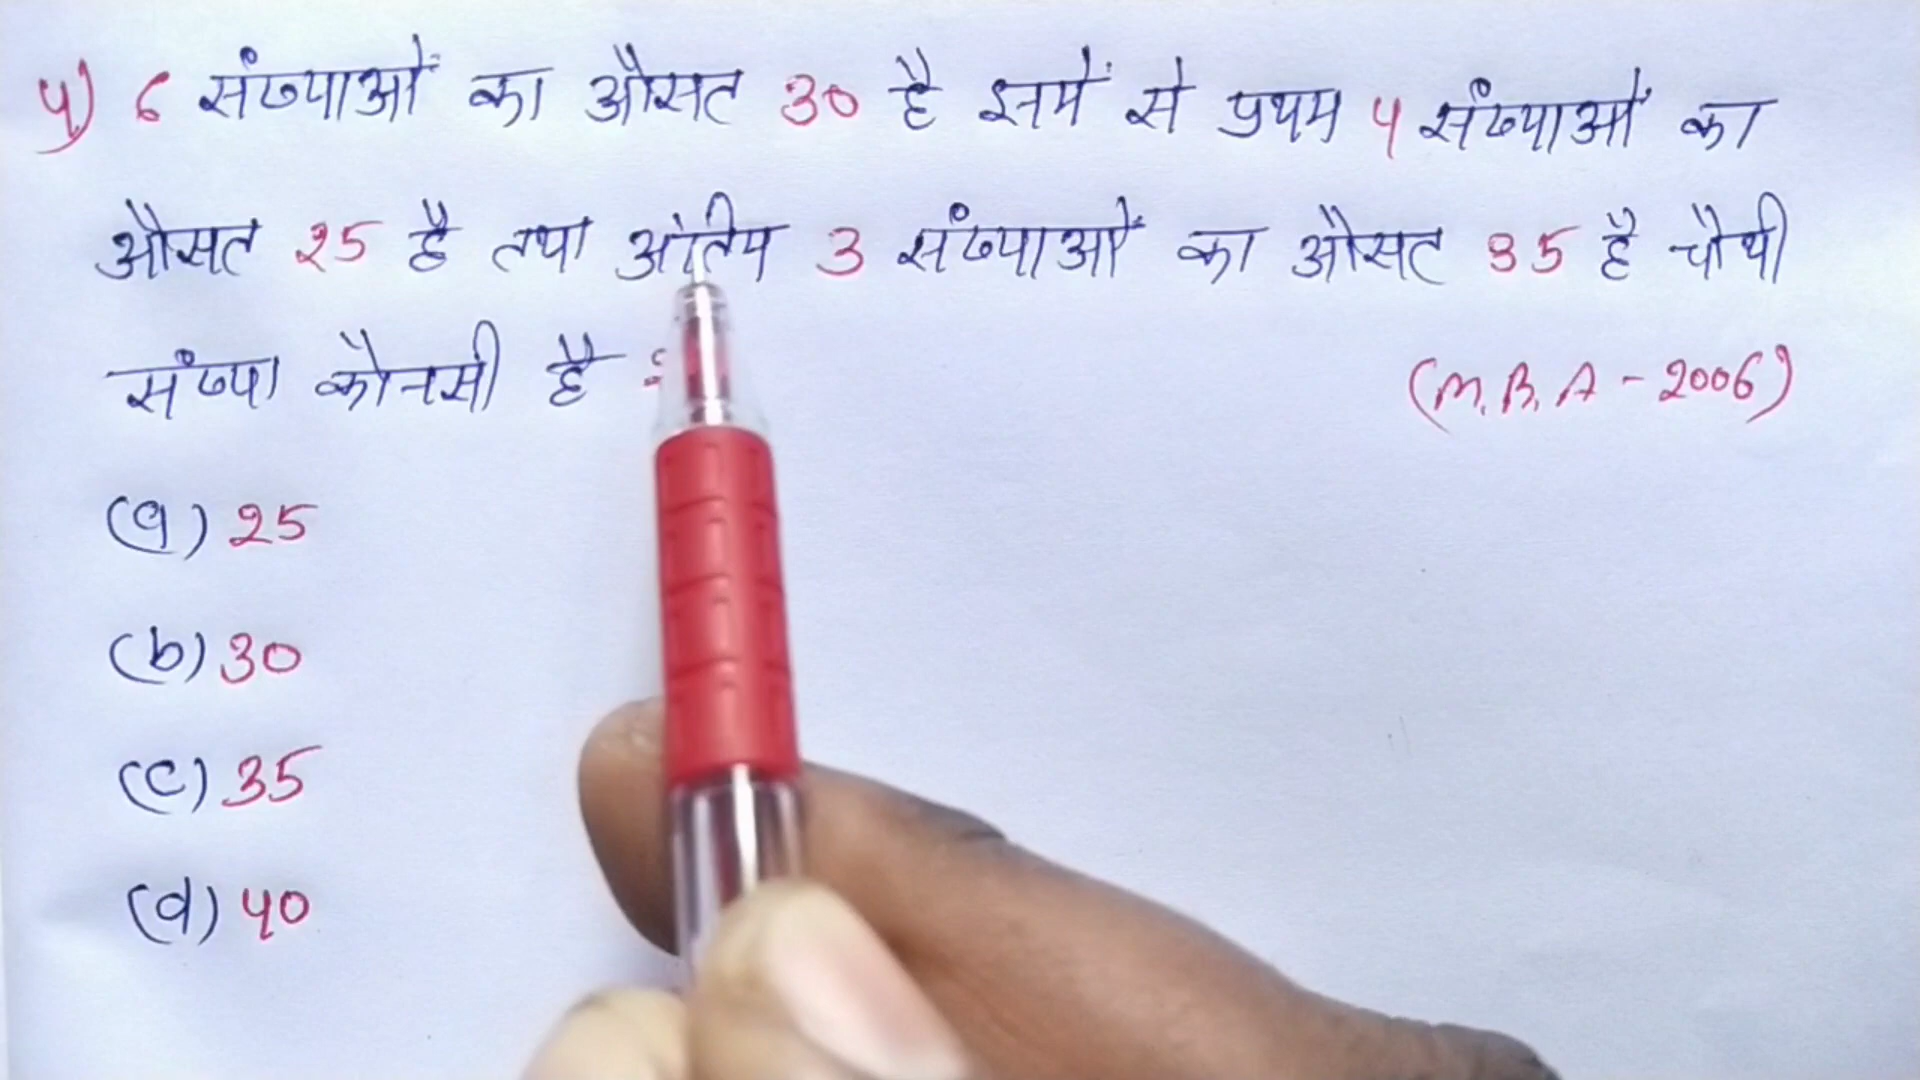 4) 6 संख्याओं का औसत 30 है इनमें से प्रथम 4 संख्याओं का
औसत 25 है तथा अंतिम 3 संख्याओं का औसत 35 है चौथी
संख्या कौनसी है
(M.B.A-2006)
(a) 25
(b) 30
(c) 35
(d) 40